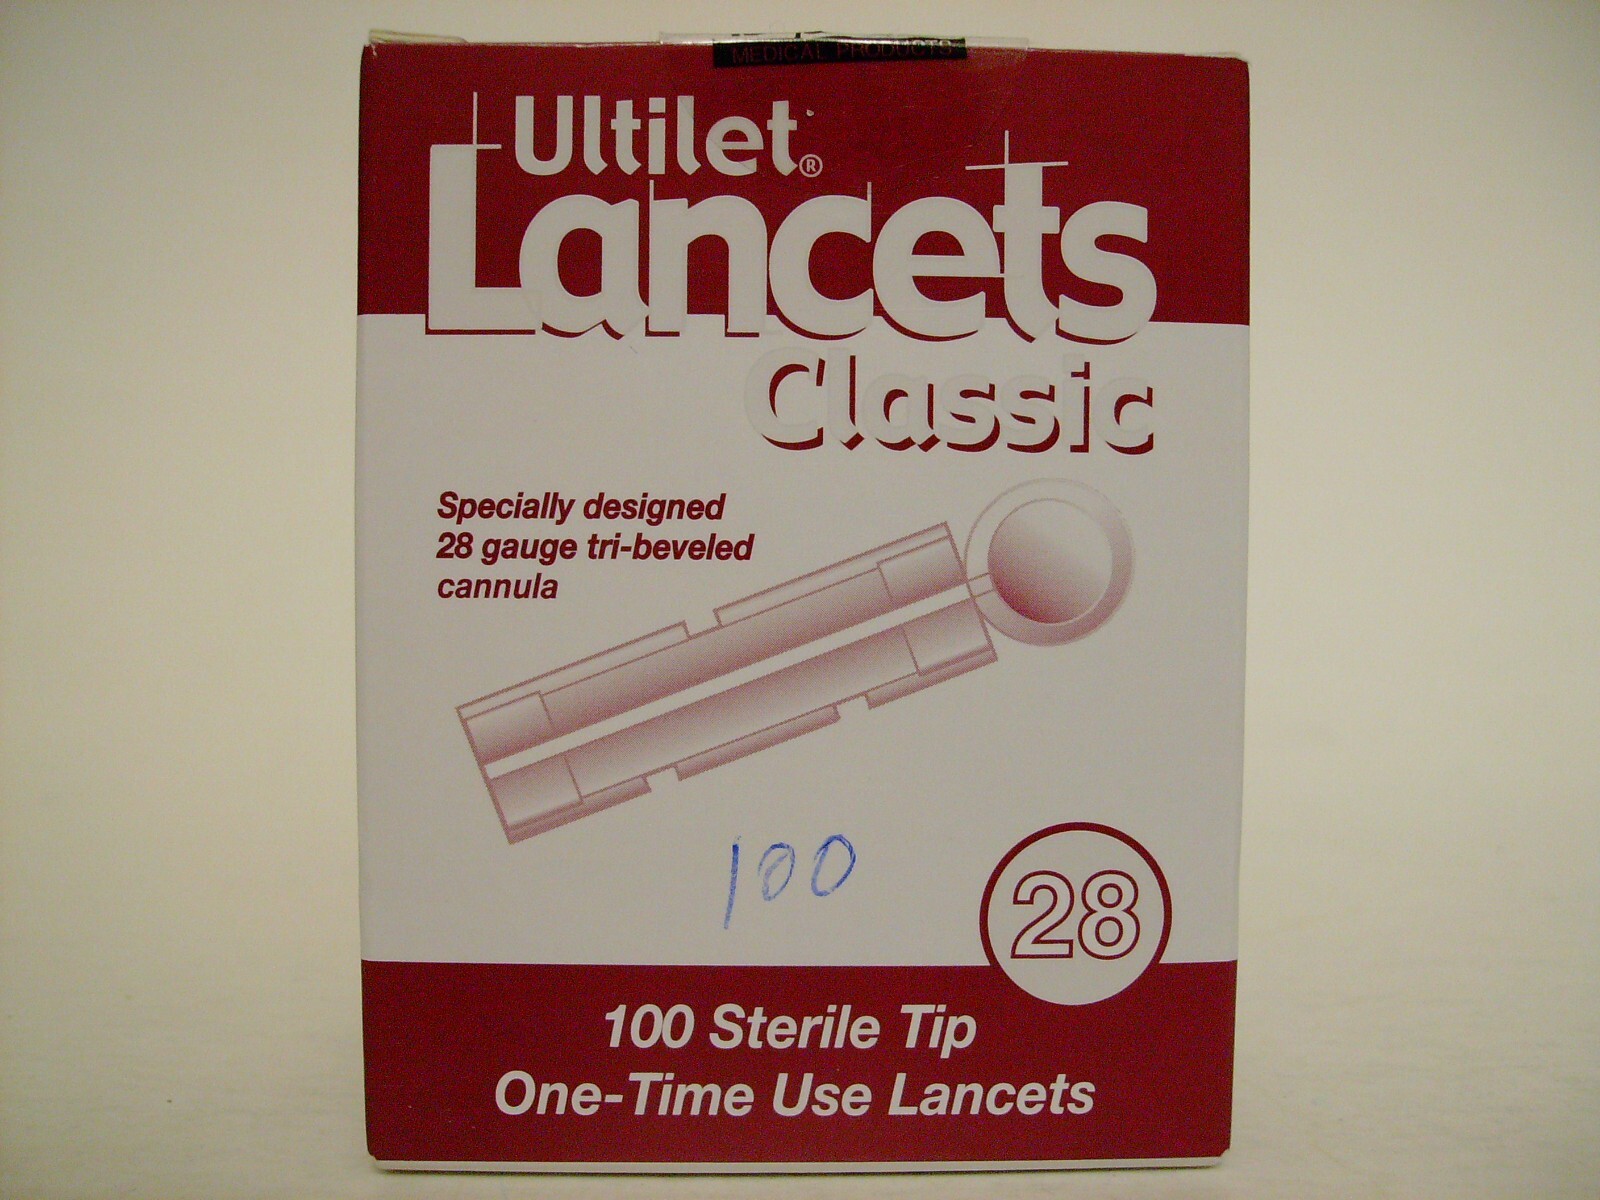 MEDICAL PRODUCTS
Ultilet®
Lancets
Classic
Specially designed
28 gauge tri-beveled
cannula
100
28
100 Sterile Tip
One-Time Use Lancets